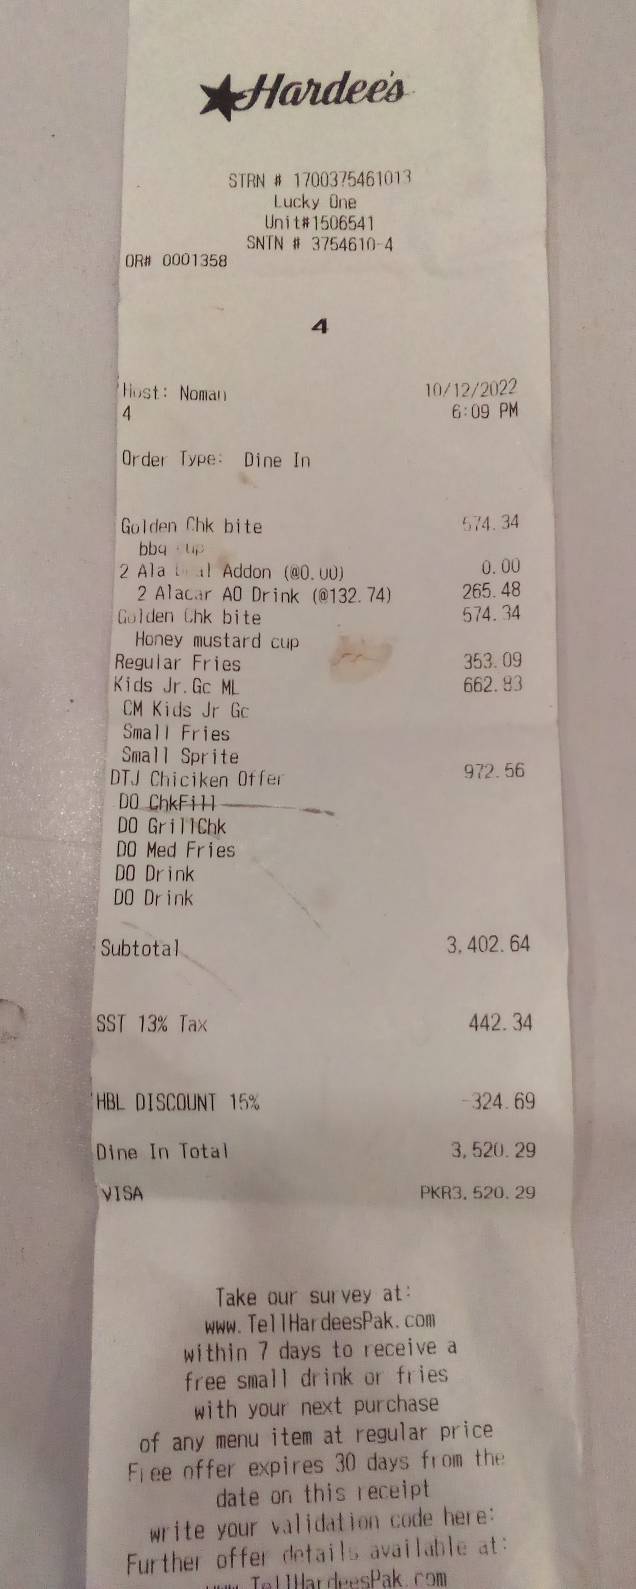 Hardee's
STRN # 1700375461013
Lucky One
Unit#1506541
SNTN # 3754610-4
OR# 0001358
4
Host: Noman 10/12/2022
4 6:09 PM
Order Type: Dine In
Golden Chk bite 574.34
bbq cup
2 Ala Addon (@0.00) 0.00
2 Alacar AO Drink (@132.74) 265.48
Golden Chk bite 574.34
Honey mustard cup
Regular Fries 353.09
Kids Jr.Gc ML 662.83
CM Kids Jr Gc
Small Fries
Small Sprite
DTJ Chiciken Offer 972.56
DO ChkFill
DO GrillChk
DO Med Fries
DO Drink
DO Drink
Subtotal 3,402.64
SST 13% Tax 442.34
HBL DISCOUNT 15% -324.69
Dine In Total 3,520.29
VISA PKR3,520.29
Take our survey at:
www.TellHardeesPak.com
within 7 days to receive a
free small drink or fries
with your next purchase
of any menu item at regular price
Free offer expires 30 days from the
date on this receipt
write your validation code here:
Further offer details available at:
www.TellHardeesPak.com